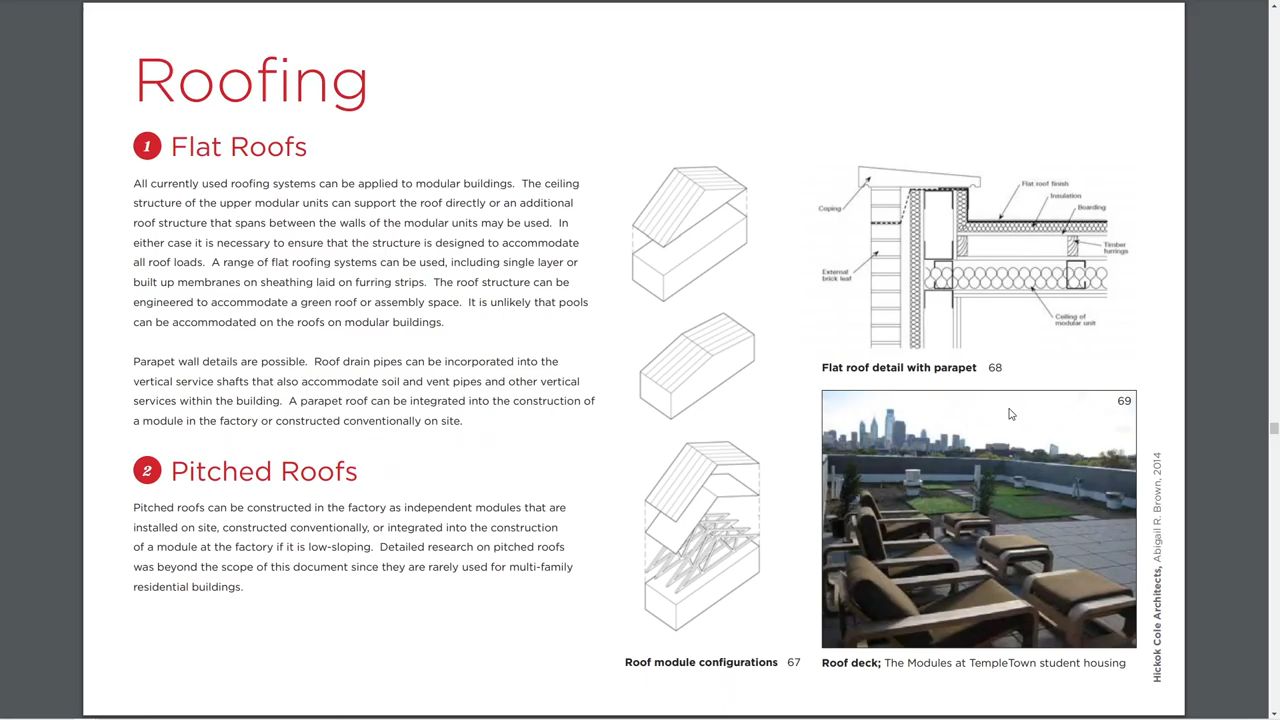 Roofing
1 Flat Roofs
All currently used roofing systems can be applied to modular buildings.  The ceiling
structure of the upper modular units can support the roof directly or an additional
roof structure that spans between the walls of the modular units may be used.  In
either case it is necessary to ensure that the structure is designed to accommodate
all roof loads.  A range of flat roofing systems can be used, including single layer or
built up membranes on sheathing laid on furring strips.  The roof structure can be
engineered to accommodate a green roof or assembly space.  It is unlikely that pools
can be accommodated on the roofs on modular buildings.
Parapet wall details are possible.  Roof drain pipes can be incorporated into the
vertical service shafts that also accommodate soil and vent pipes and other vertical
services within the building.  A parapet roof can be integrated into the construction of
a module in the factory or constructed conventionally on site.
2 Pitched Roofs
Pitched roofs can be constructed in the factory as independent modules that are
installed on site, constructed conventionally, or integrated into the construction
of a module at the factory if it is low-sloping.  Detailed research on pitched roofs
was beyond the scope of this document since they are rarely used for multi-family
residential buildings.
Roof module configurations 67
Coping
External
brick leaf
Flat roof finish
Insulation
Boarding
Timber
furrings
Ceiling of
modular unit
Flat roof detail with parapet 68
69
Roof deck; The Modules at TempleTown student housing
Hickok Cole Architects, Abigail R. Brown, 2014